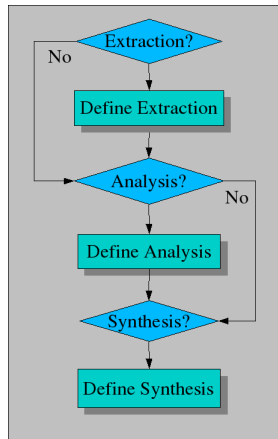 Extraction?
No
Define Extraction
Analysis?
No
Define Analysis
Synthesis?
Define Synthesis